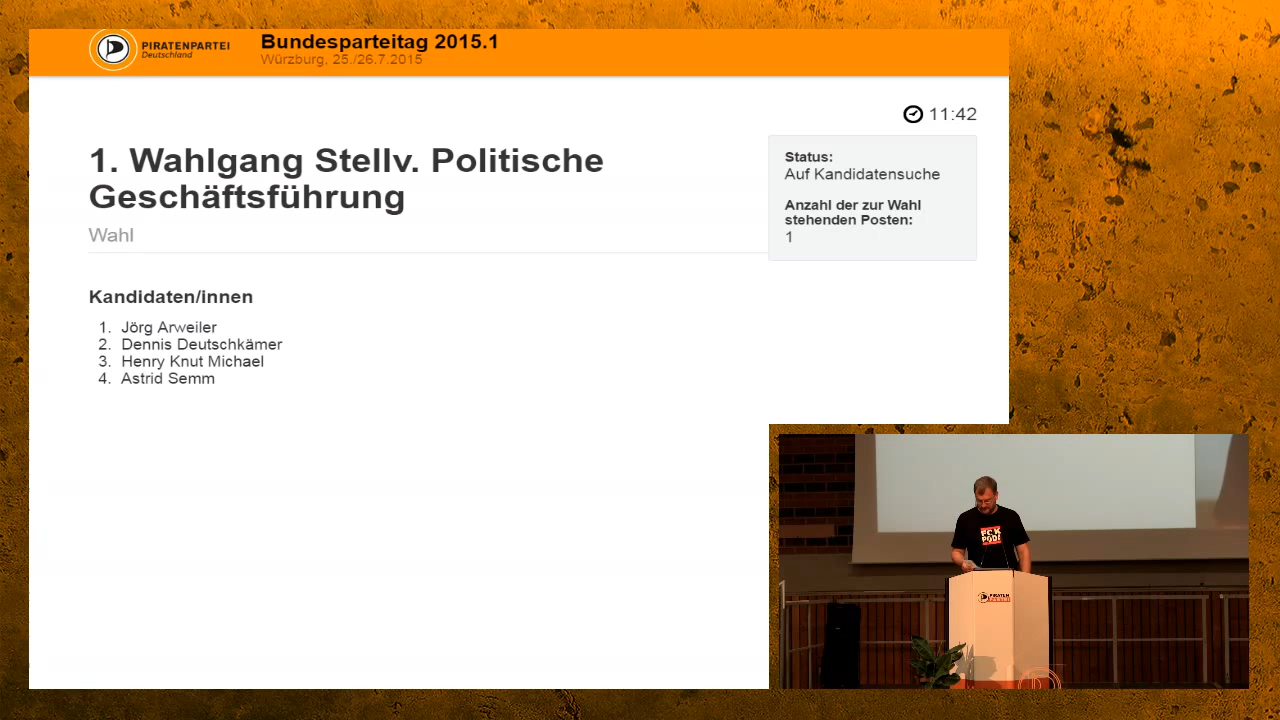 PIRATENPARTEI
Deutschland
Bundesparteitag 2015.1
Würzburg, 25./26.7.2015
11:42
1. Wahlgang Stellv. Politische
Geschäftsführung
Wahl
Status:
Auf Kandidatensuche
Anzahl der zur Wahl
stehenden Posten:
1
Kandidaten/innen
1. Jörg Arweiler
2. Dennis Deutschkämer
3. Henry Knut Michael
4. Astrid Semm
PIRATEN